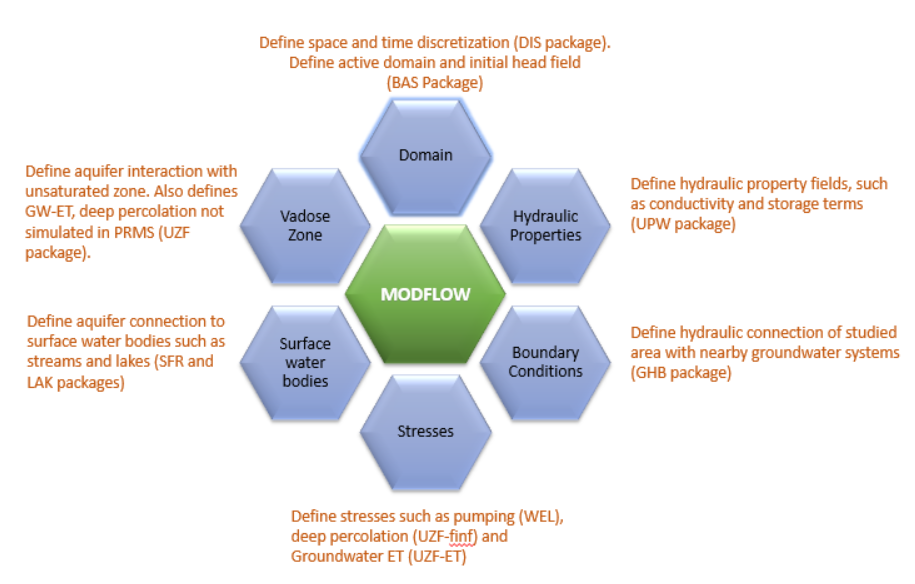 Define space and time discretization (DIS package).
Define active domain and initial head field
(BAS Package)
Domain
Define aquifer interaction with
unsaturated zone. Also defines
GW-ET, deep percolation not
simulated in PRMS (UZF
package).
Vadose
Zone
Hydraulic
Properties
Define hydraulic property fields, such
as conductivity and storage terms
(UPW package)
MODFLOW
Define aquifer connection to
surface water bodies such as
streams and lakes (SFR and
LAK packages)
Surface
water
bodies
Boundary
Conditions
Define hydraulic connection of studied
area with nearby groundwater systems
(GHB package)
Stresses
Define stresses such as pumping (WEL),
deep percolation (UZF-finf) and
Groundwater ET (UZF-ET)